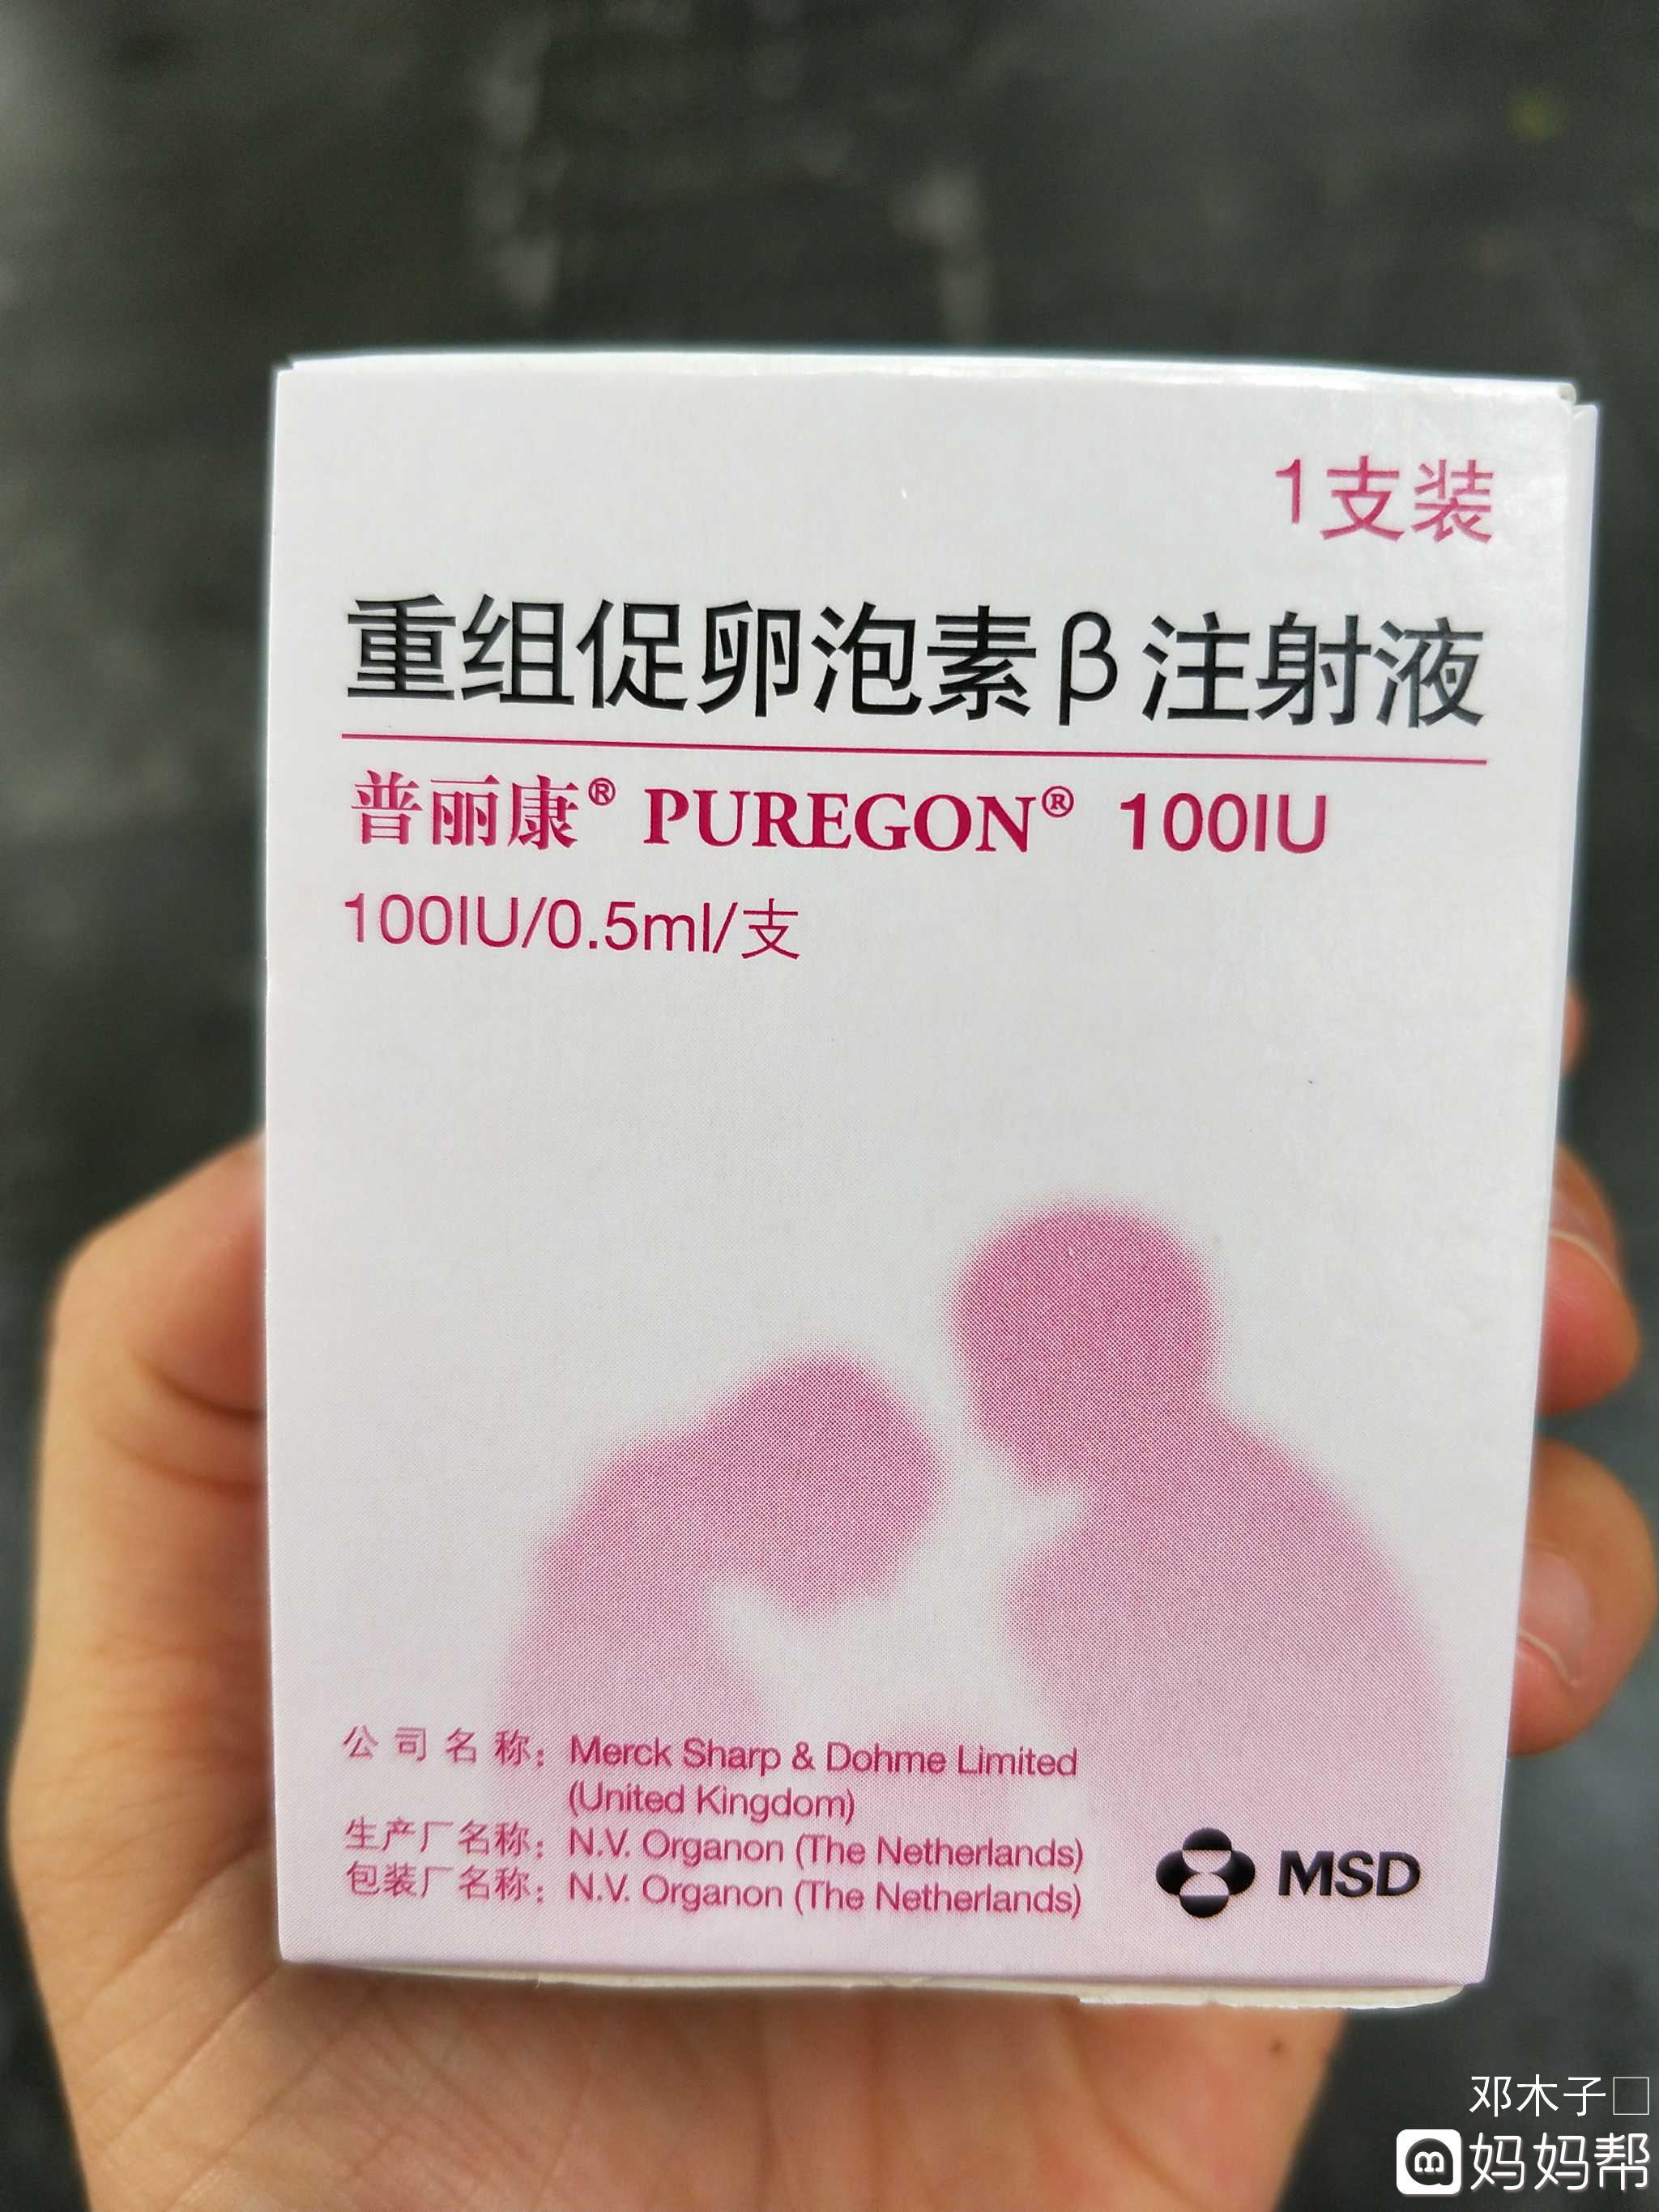 1支装
重组促卵泡素β注射液
普丽康® PUREGON® 100IU
100IU/0.5ml/支
公司名称：Merck Sharp & Dohme Limited
(United Kingdom)
生产厂名称：N.V. Organon (The Netherlands)
包装厂名称：N.V. Organon (The Netherlands)
MSD
邓木子
妈妈帮